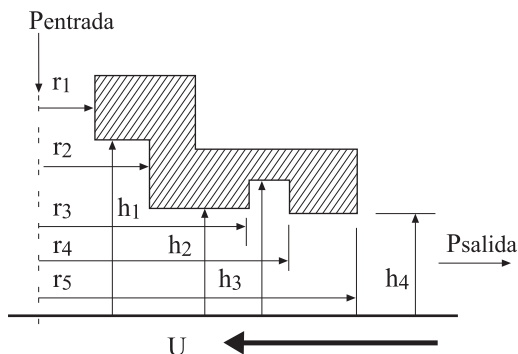 Pentrada
r1
r2
r3
r4
r5
h1
h2
h3
h4
Psalida
U